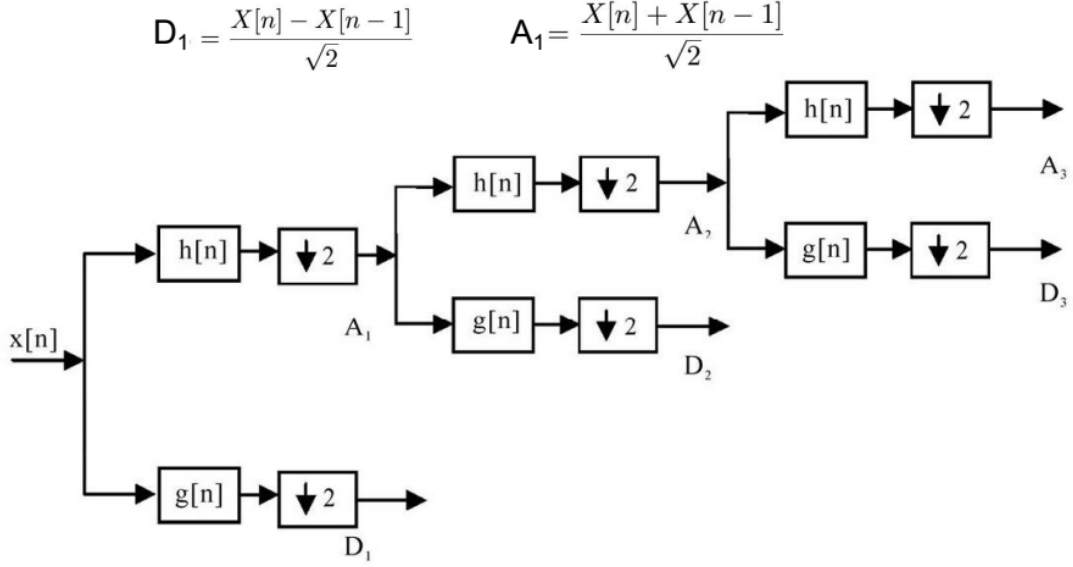 D₁ = X[n] − X[n − 1] / √2
A₁= X[n] + X[n − 1] / √2
h[n] ↓ 2
A₃
h[n] ↓ 2
A₂
g[n] ↓ 2
D₃
h[n] ↓ 2
A₁
g[n] ↓ 2
D₂
x[n]
g[n] ↓ 2
D₁